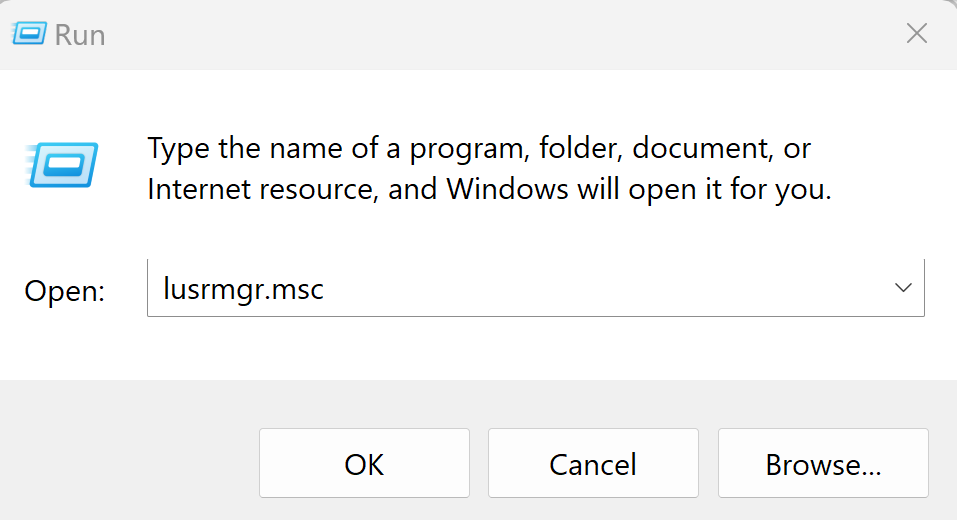 Run
Type the name of a program, folder, document, or
Internet resource, and Windows will open it for you.
Open: lusrmgr.msc
OK Cancel Browse...